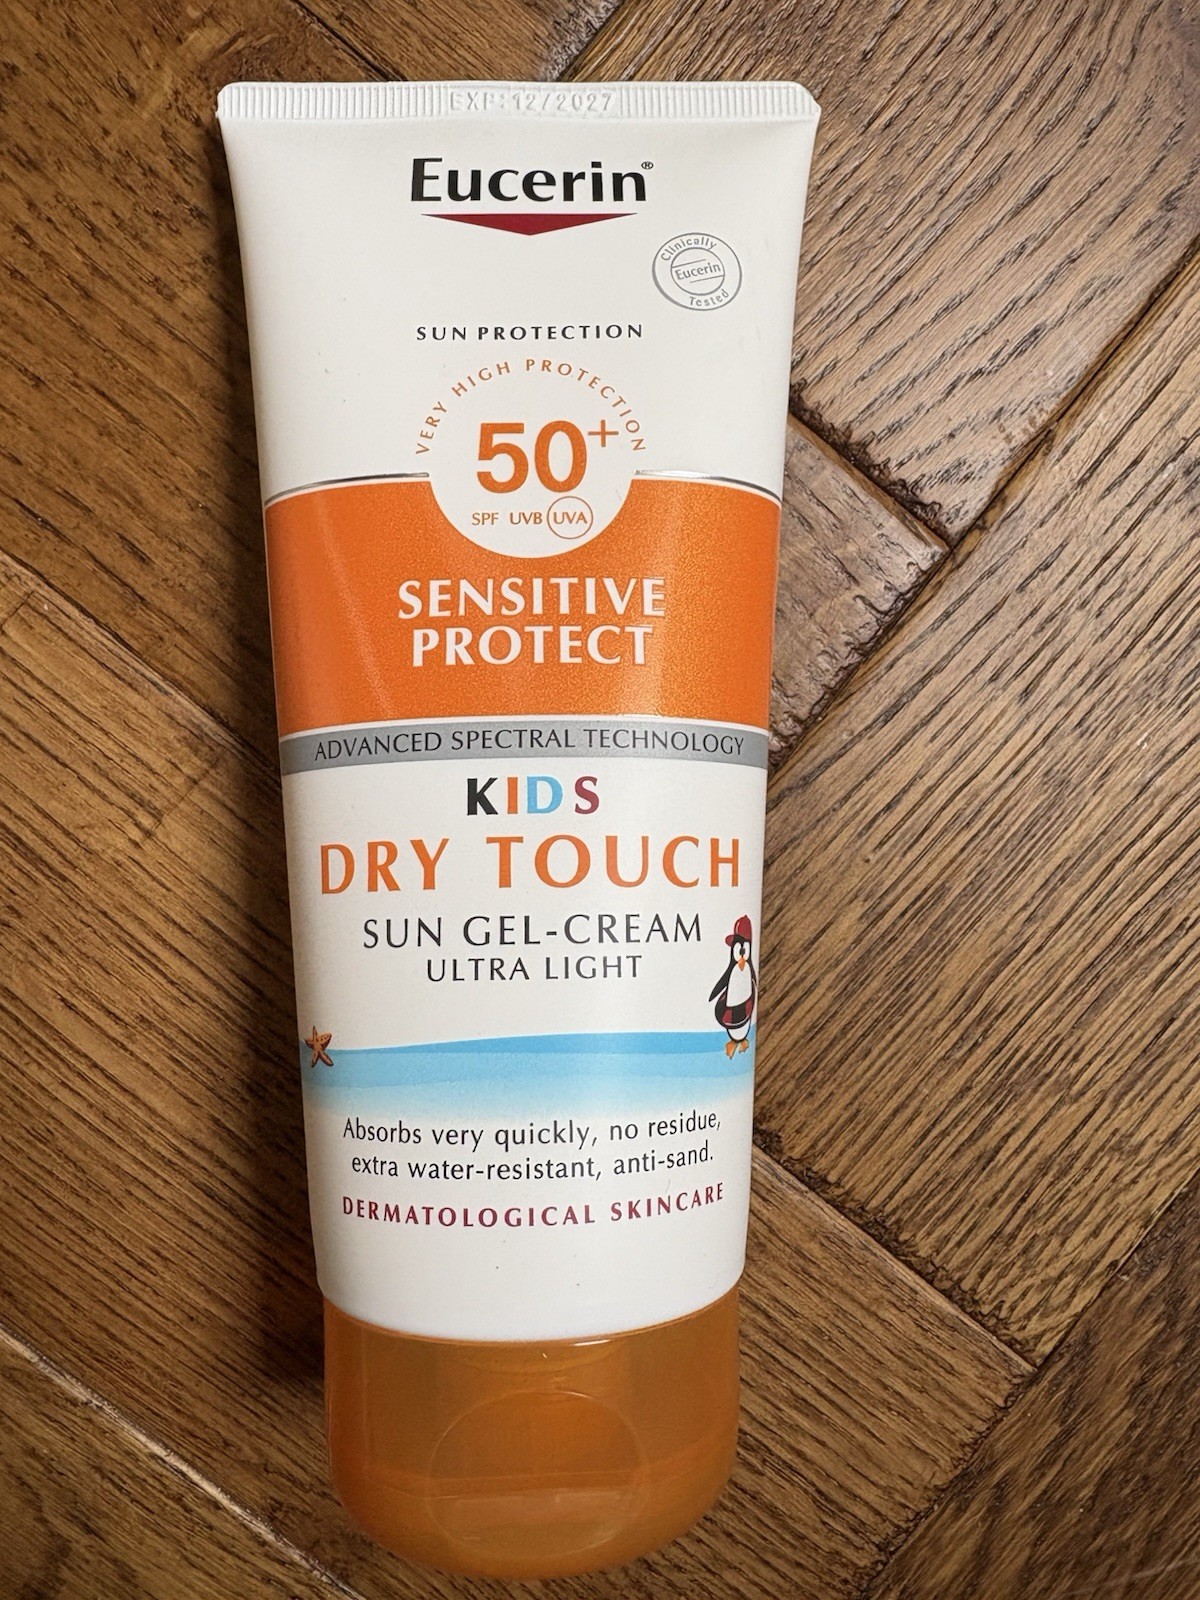 EXP: 12/2027
Eucerin®
Clinically
Eucerin
Tested
SUN PROTECTION
VERY HIGH PROTECTION
50+
SPF UVB UVA
SENSITIVE
PROTECT
ADVANCED SPECTRAL TECHNOLOGY
KIDS
DRY TOUCH
SUN GEL-CREAM
ULTRA LIGHT
Absorbs very quickly, no residue,
extra water-resistant, anti-sand.
DERMATOLOGICAL SKINCARE